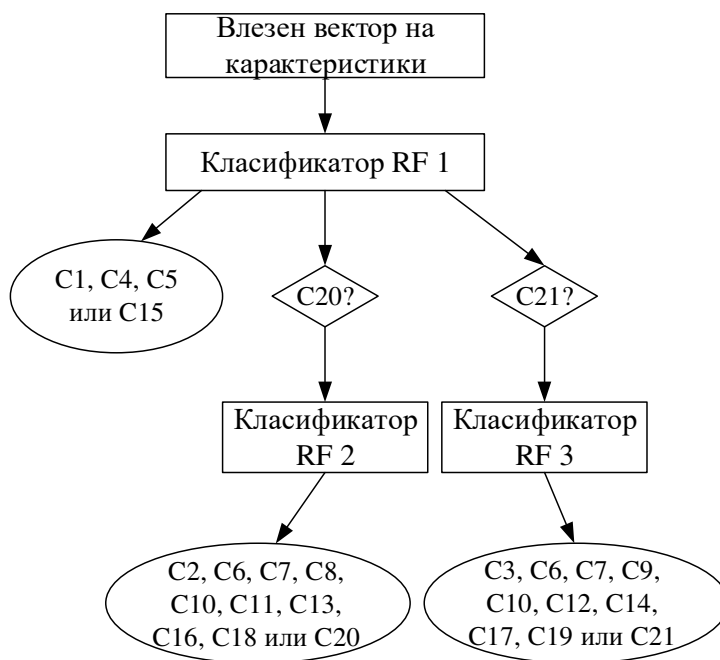 Влезен вектор на
карактеристики
Класификатор RF 1
C1, C4, C5
или C15
C20?
C21?
Класификатор
RF 2
Класификатор
RF 3
C2, C6, C7, C8,
C10, C11, C13,
C16, C18 или C20
C3, C6, C7, C9,
C10, C12, C14,
C17, C19 или C21